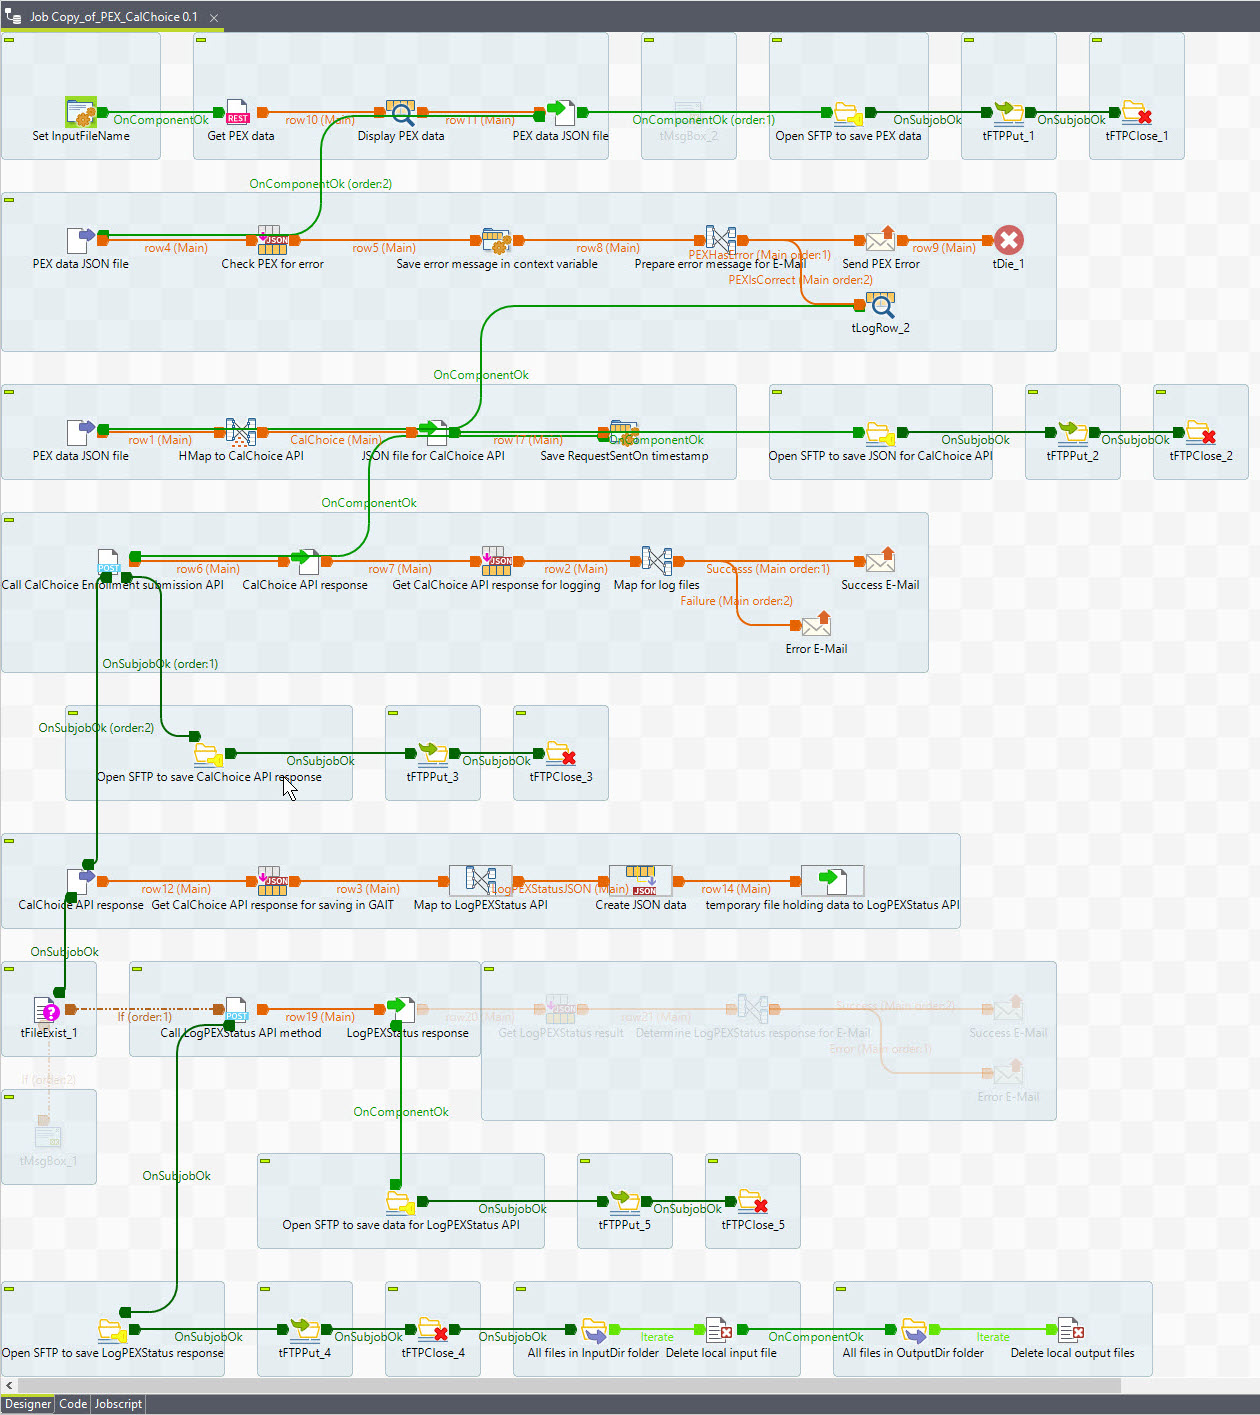 Job Copy_of_PEX_CalChoice 0.1
OnComponentOk
row10 (Main)
row11 (Main)
OnComponentOk (order:1)
OnSubjobOk
OnSubjobOk
Set InputFileName
Get PEX data
Display PEX data
PEX data JSON file
tMsgBox_2
Open SFTP to save PEX data
tFTPPut_1
tFTPClose_1
OnComponentOk (order:2)
row4 (Main)
row5 (Main)
row8 (Main)
PEXHasError (Main order:1)
row9 (Main)
PEX data JSON file
Check PEX for error
Save error message in context variable
Prepare error message for E-Mail
Send PEX Error
tDie_1
PEXIsCorrect (Main order:2)
tLogRow_2
OnComponentOk
row1 (Main)
CalChoice (Main)
row17 (Main)
OnComponentOk
OnSubjobOk
OnSubjobOk
PEX data JSON file
HMap to CalChoice API
JSON file for CalChoice API
Save RequestSentOn timestamp
Open SFTP to save JSON for CalChoice API
tFTPPut_2
tFTPClose_2
OnComponentOk
row6 (Main)
row7 (Main)
row2 (Main)
Successs (Main order:1)
Call CalChoice Enrollment submission API
CalChoice API response
Get CalChoice API response for logging
Map for log files
Success E-Mail
Failure (Main order:2)
Error E-Mail
OnSubjobOk (order:1)
OnSubjobOk (order:2)
OnSubjobOk
OnSubjobOk
Open SFTP to save CalChoice API response
tFTPPut_3
tFTPClose_3
row12 (Main)
row3 (Main)
LogPEXStatusJSON (Main)
row14 (Main)
CalChoice API response
Get CalChoice API response for saving in GAIT
Map to LogPEXStatus API
Create JSON data
temporary file holding data to LogPEXStatus API
OnSubjobOk
If (order:1)
row19 (Main)
row20 (Main)
row21 (Main)
Success (Main order:2)
tFileExist_1
Call LogPEXStatus API method
LogPEXStatus response
Get LogPEXStatus result
Determine LogPEXStatus response for E-Mail
Success E-Mail
Error (Main order:1)
If (order:2)
Error E-Mail
OnComponentOk
tMsgBox_1
OnSubjobOk
OnSubjobOk
OnSubjobOk
Open SFTP to save data for LogPEXStatus API
tFTPPut_5
tFTPClose_5
OnSubjobOk
OnSubjobOk
OnSubjobOk
Iterate
OnComponentOk
Iterate
Open SFTP to save LogPEXStatus response
tFTPPut_4
tFTPClose_4
All files in InputDir folder
Delete local input file
All files in OutputDir folder
Delete local output files
Designer
Code
Jobscript